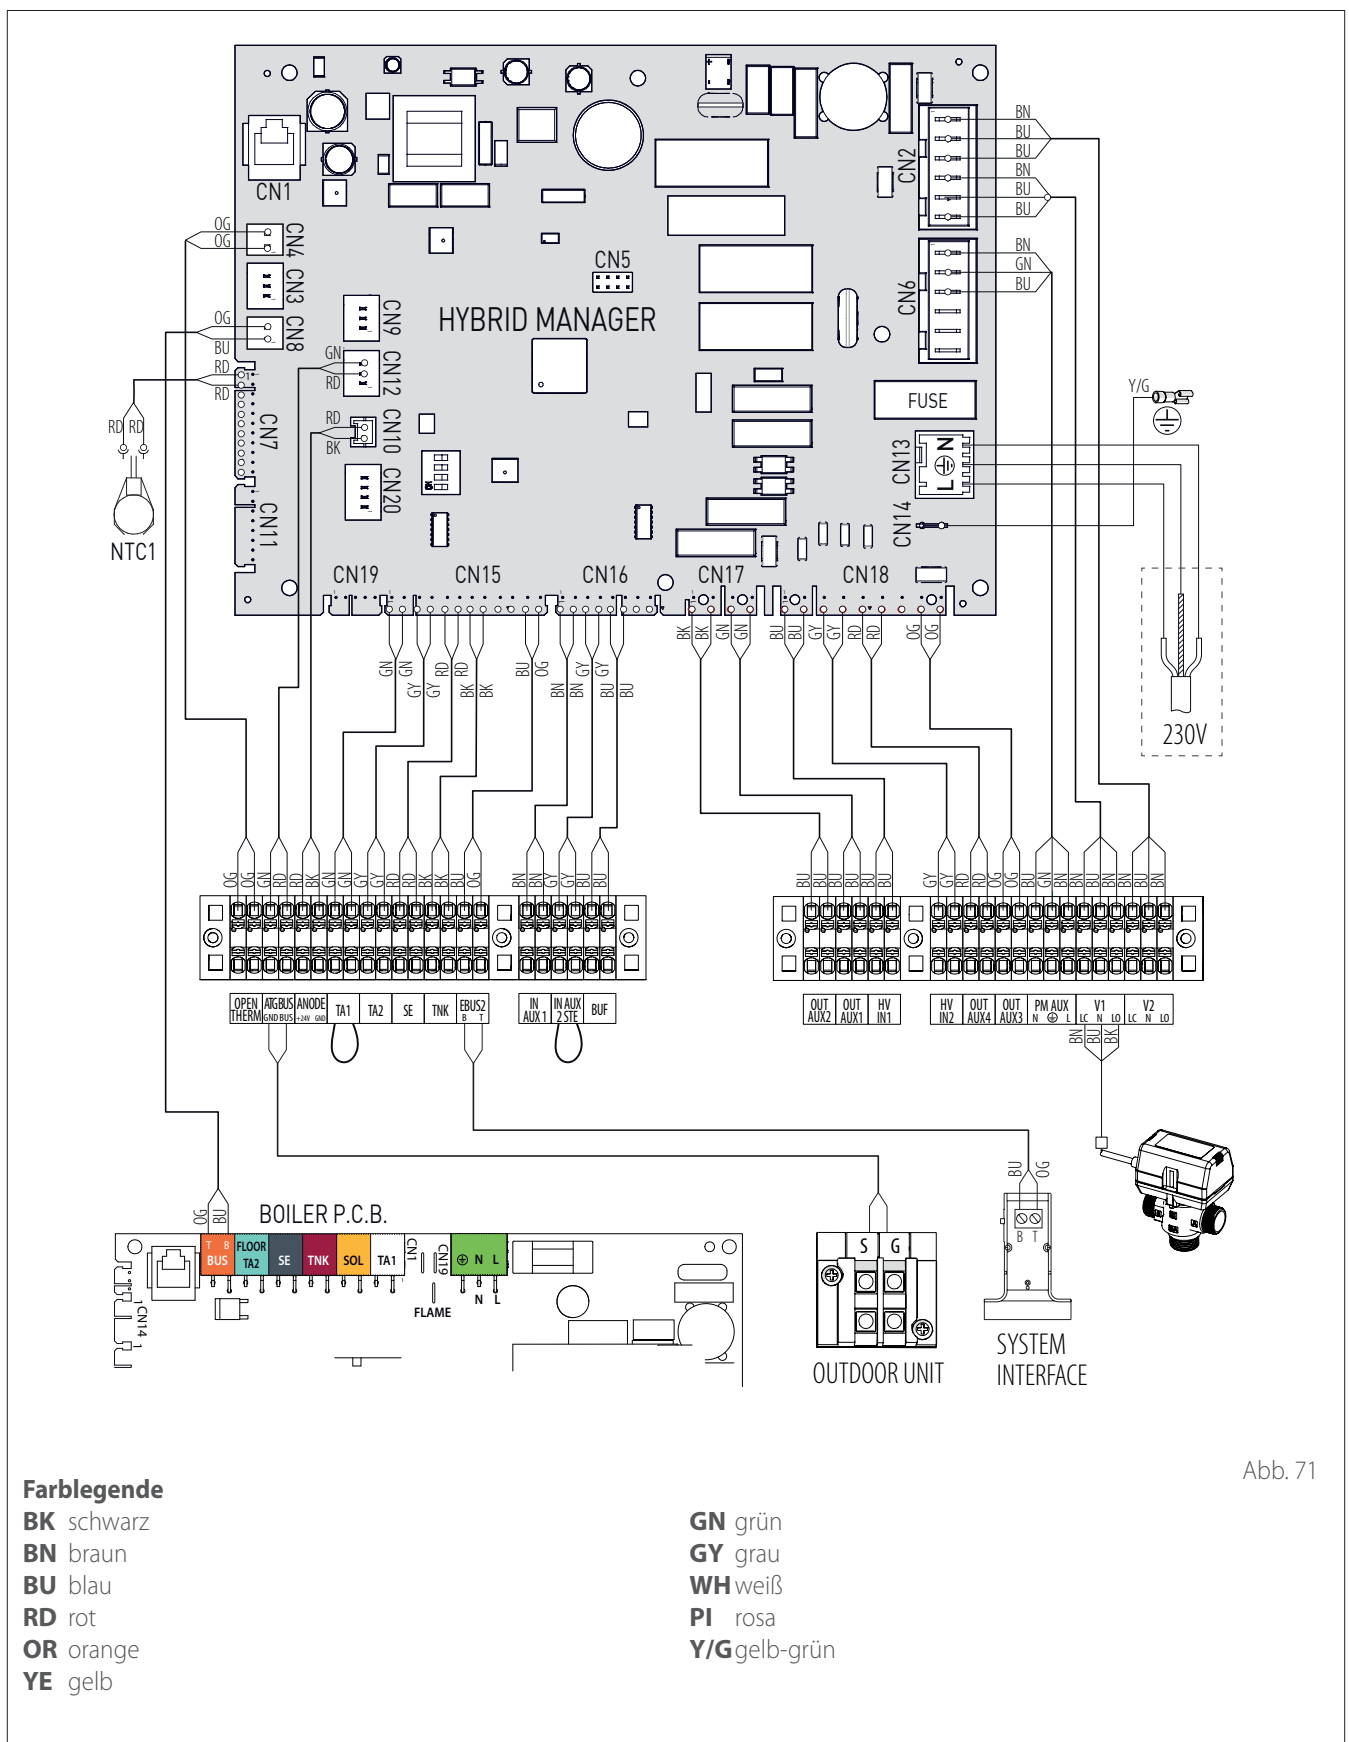 BN
BU
BU
BN
BU
BU
CN2
CN1
OG
OG
CN4
CN3
OG
BU
CN8
RD
RD
CN7
CN11
CN5
HYBRID MANAGER
CN9
GN
RD
CN12
RD
BK
CN10
CN20
ON
BN
GN
BU
CN6
FUSE
CN13
L N
CN14
Y/G
RD RD
NTC1
CN19 CN15 CN16 CN17 CN18
BK BK GN GN BU BU GY GY RD RD OG OG
GN GN GY GY RD RD BK BK BU OG BN BN GY GY BU BU
230V
OG OG GN RD RD BK GN GN GY GY RD RD BK BK BU OG BN BN GY GY BU BU
BU BU BU BU BU BU GY GY RD RD OG OG BU GN BN BN BU BN BN BU BN
OPEN THERM
ATGBUS
GND BUS
ANODE
+24V GND
TA1
TA2
SE
TNK
EBUS2
B T
IN AUX 1
IN AUX 2 STE
BUF
OUT AUX2
OUT AUX1
HV IN1
HV IN2
OUT AUX4
OUT AUX3
PM AUX
N L
V1
LC N LO
V2
LC N LO
BN BU BK
BU OG
OG BU
BOILER P.C.B.
T B
BUS
FLOOR
TA2
SE
TNK
SOL
TA1
1
CN1
CN19
N L
N L
FLAME
1
CN14
1
S G
OUTDOOR UNIT
B T
SYSTEM
INTERFACE
Abb. 71
Farblegende
BK schwarz
BN braun
BU blau
RD rot
OR orange
YE gelb
GN grün
GY grau
WH weiß
PI rosa
Y/G gelb-grün